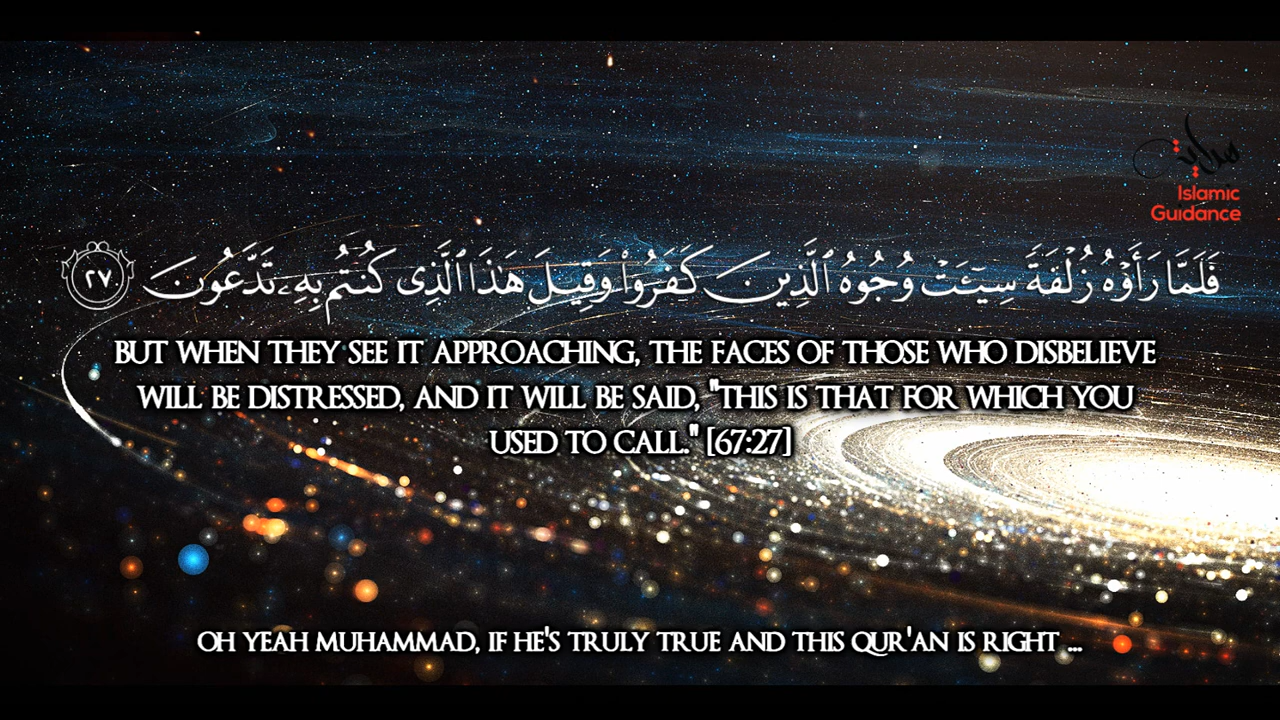 هداية
Islamic
Guidance
فَلَمَّا رَأَوْهُ زُلْفَةً سِيٓـَٔتْ وُجُوهُ ٱلَّذِينَ كَفَرُوا۟ وَقِيلَ هَٰذَا ٱلَّذِى كُنتُم بِهِۦ تَدَّعُونَ ٢٧
BUT WHEN THEY SEE IT APPROACHING, THE FACES OF THOSE WHO DISBELIEVE
WILL BE DISTRESSED, AND IT WILL BE SAID, "THIS IS THAT FOR WHICH YOU
USED TO CALL." [67:27]
OH YEAH MUHAMMAD, IF HE'S TRULY TRUE AND THIS QUR'AN IS RIGHT ...